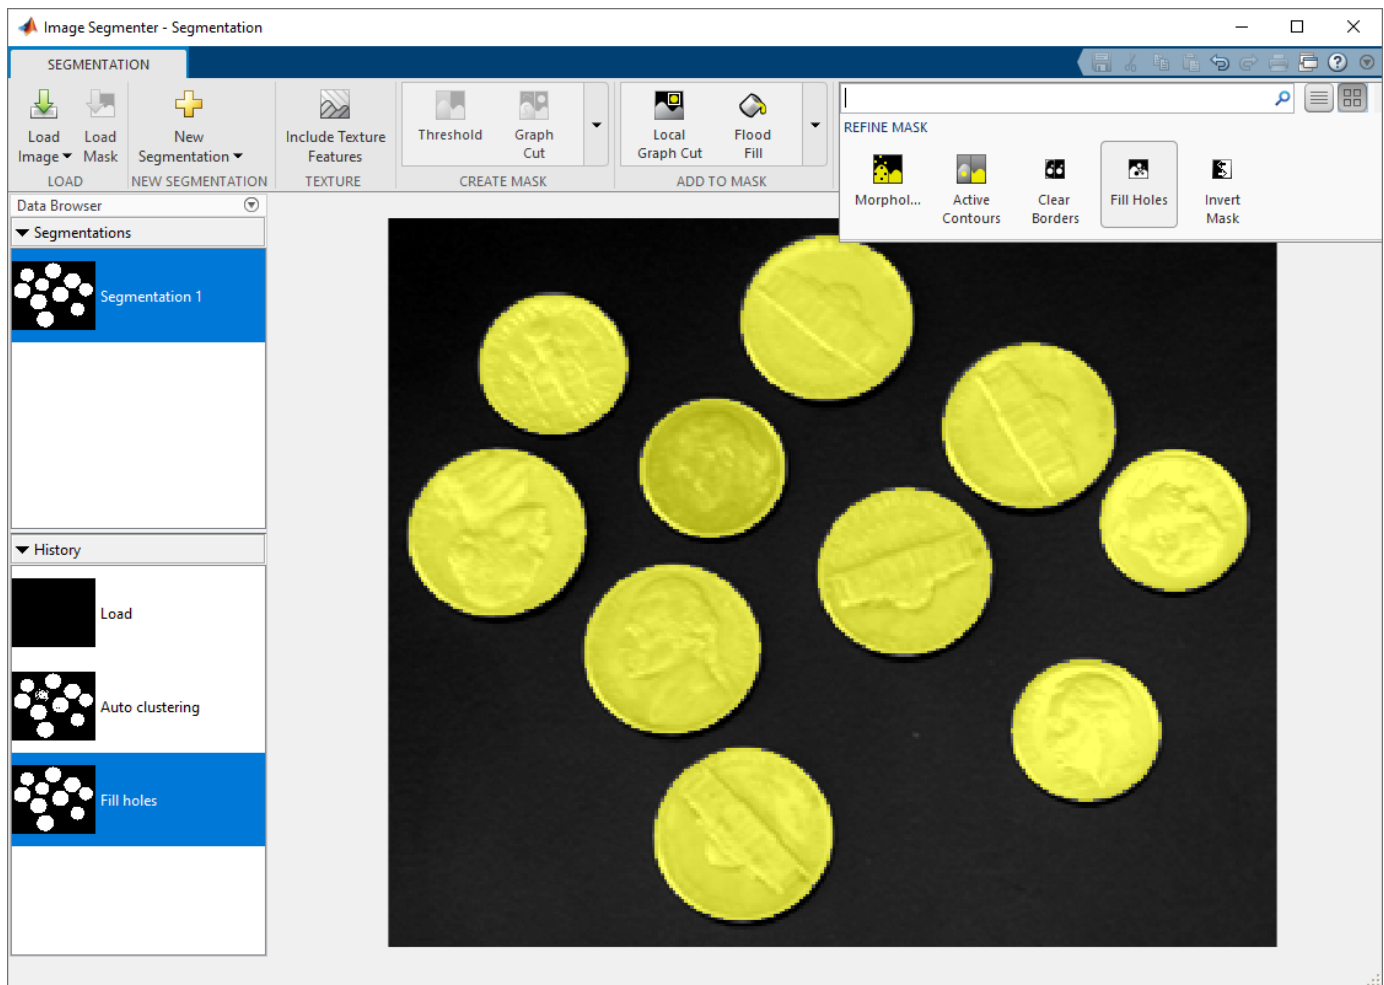 Image Segmenter - Segmentation
SEGMENTATION
Load
Image
Load
Mask
New
Segmentation
Include Texture
Features
Threshold
Graph
Cut
Local
Graph Cut
Flood
Fill
LOAD
NEW SEGMENTATION
TEXTURE
CREATE MASK
ADD TO MASK
REFINE MASK
Morphol...
Active
Contours
Clear
Borders
Fill Holes
Invert
Mask
Data Browser
Segmentations
Segmentation 1
History
Load
Auto clustering
Fill holes